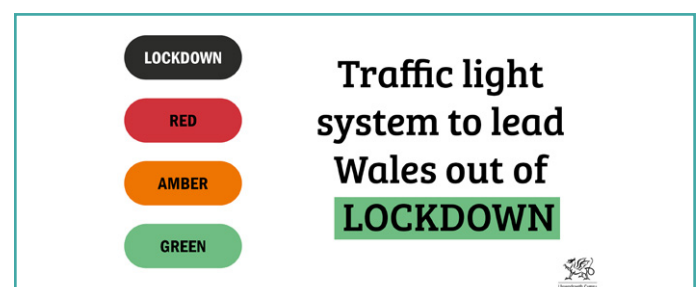 LOCKDOWN
RED
AMBER
GREEN
Traffic light
system to lead
Wales out of
LOCKDOWN